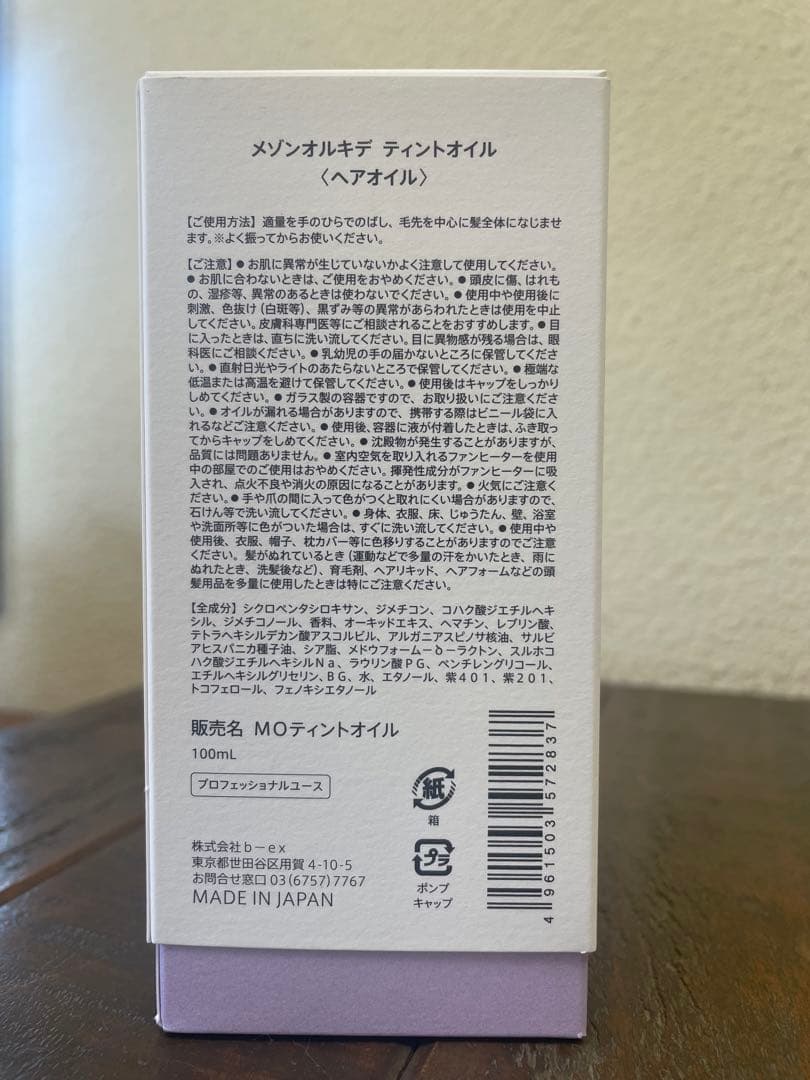 メゾンオルキデ ティントオイル
〈ヘアオイル〉
【ご使用方法】適量を手のひらでのばし、毛先を中心に髪全体になじませ
ます。※よく振ってからお使いください。
【ご注意】●お肌に異常が生じていないかよく注意して使用してください。
●お肌に合わないときは、ご使用をおやめください。●頭皮に傷、はれも
の、湿疹等、異常のあるときは使わないでください。●使用中や使用後に
刺激、色抜け（白斑等）、黒ずみ等の異常があらわれたときは使用を中止
してください。皮膚科専門医等にご相談されることをおすすめします。●目
に入ったときは、直ちに洗い流してください。目に異物感が残る場合は、眼
科医にご相談ください。●乳幼児の手の届かないところに保管してくださ
い。●直射日光やライトのあたらないところで保管してください。●極端な
低温または高温を避けて保管してください。●使用後はキャップをしっかり
しめてください。●ガラス製の容器ですので、お取り扱いにご注意くださ
い。●オイルが漏れる場合がありますので、携帯する際はビニール袋に入
れるなどご注意ください。●使用後、容器に液が付着したときは、ふき取っ
てからキャップをしめてください。●沈殿物が発生することがありますが、
品質には問題ありません。●室内空気を取り入れるファンヒーターを使用
中の部屋でのご使用はおやめください。揮発性成分がファンヒーターに吸
入され、点火不良や消火の原因になることがあります。●火気にご注意く
ださい。●手や爪の間に入って色がつくと取れにくい場合がありますので、
石けん等で洗い流してください。●身体、衣服、床、じゅうたん、壁、浴室
や洗面所等に色がついた場合は、すぐに洗い流してください。●使用中や
使用後、衣服、帽子、枕カバー等に色移りすることがありますのでご注意
ください。髪がぬれているとき（運動などで多量の汗をかいたとき、雨に
ぬれたとき、洗髪後など）、育毛剤、ヘアリキッド、ヘアフォームなどの頭
髪用品を多量に使用したときは特にご注意ください。
【全成分】シクロペンタシロキサン、ジメチコン、コハク酸ジエチルヘキ
シル、ジメチコノール、香料、オーキッドエキス、ヘマチン、レブリン酸、
テトラヘキシルデカン酸アスコルビル、アルガニアスピノサ核油、サルビ
アヒスパニカ種子油、シア脂、メドウフォーム－δ－ラクトン、スルホコ
ハク酸ジエチルヘキシルＮａ、ラウリン酸ＰＧ、ペンチレングリコール、
エチルヘキシルグリセリン、ＢＧ、水、エタノール、紫４０１、紫２０１、
トコフェロール、フェノキシエタノール
販売名 ＭＯティントオイル
100mL
プロフェッショナルユース
紙
箱
株式会社ｂ－ｅｘ
東京都世田谷区用賀 4-10-5
お問合せ窓口 03(6757)7767
MADE IN JAPAN
プラ
ポンプ
キャップ
4 961503 572837